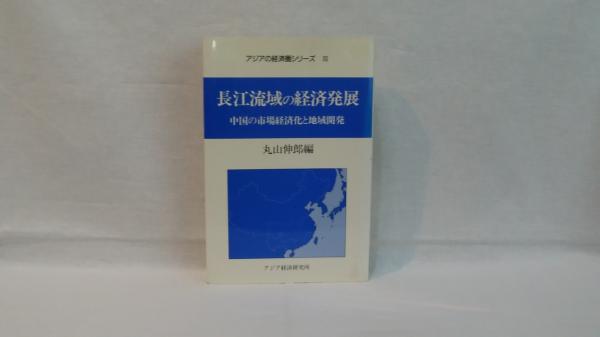 アジアの経済圏シリーズ Ⅲ
長江流域の経済発展
中国の市場経済化と地域開発
丸山伸郎編
アジア経済研究所